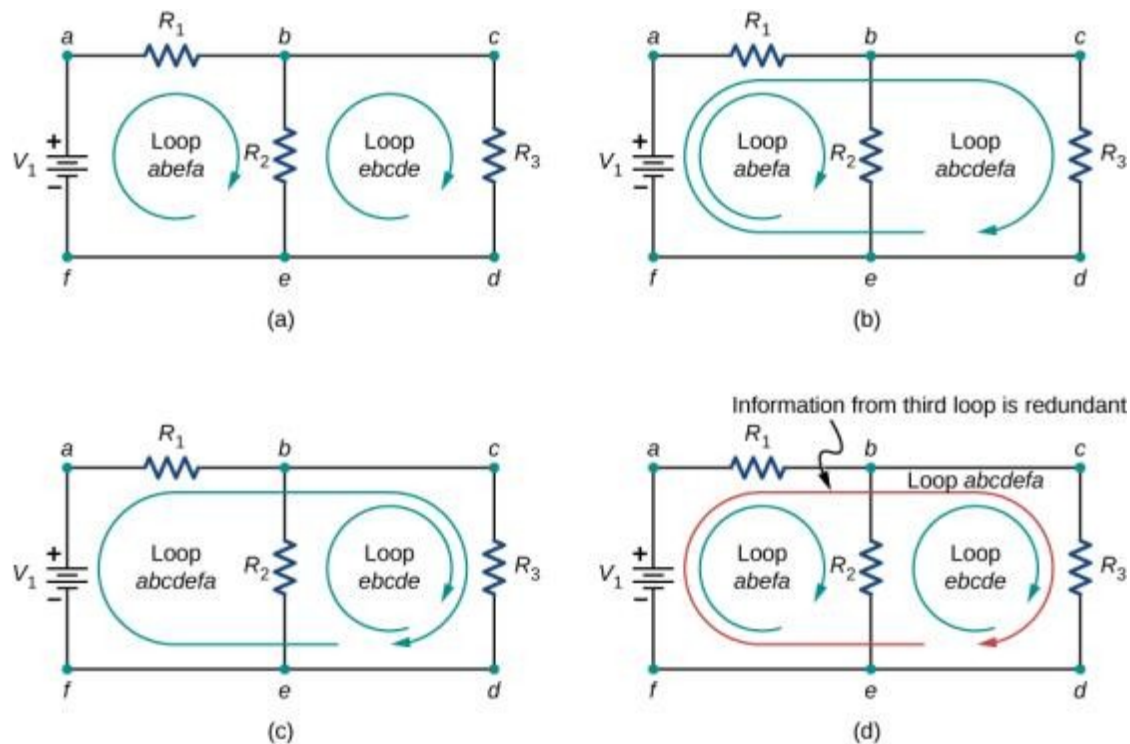 R1
a b c
+
V1
–
Loop
abefa
R2
Loop
ebcde
R3
f e d
(a)
R1
a b c
+
V1
–
Loop
abefa
R2
Loop
abcdefa
R3
f e d
(b)
R1
a b c
+
V1
–
Loop
abcdefa
R2
Loop
ebcde
R3
f e d
(c)
Information from third loop is redundant
R1
a b c
Loop abcdefa
+
V1
–
Loop
abefa
R2
Loop
ebcde
R3
f e d
(d)